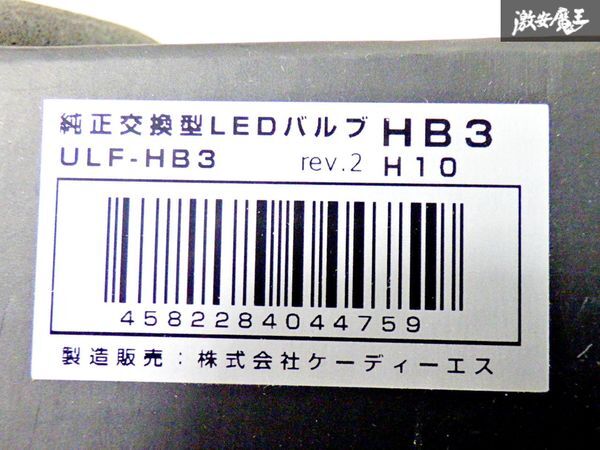 激安魔王
純正交換型LEDバルブ HB3
ULF-HB3 rev.2 H10
4582284044759
製造販売：株式会社ケーディーエス